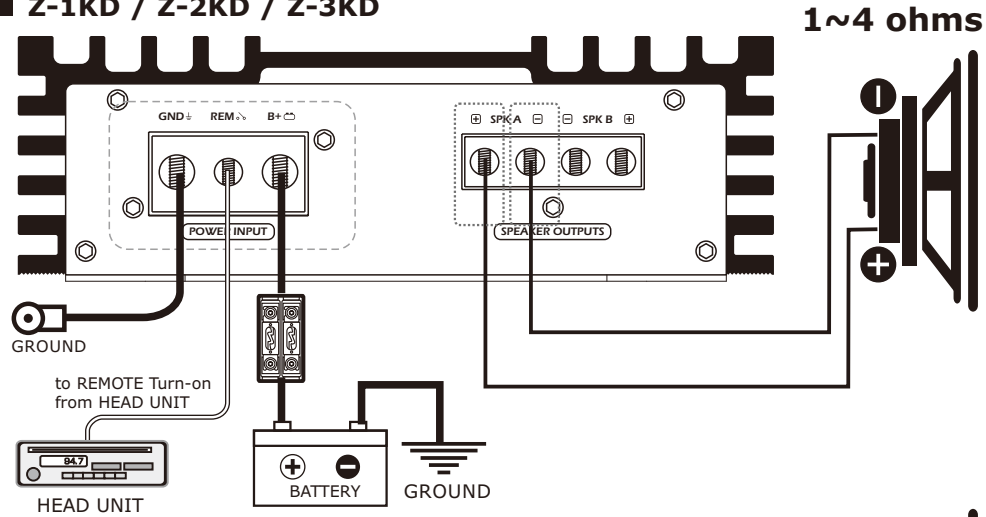 Z-1KD / Z-2KD / Z-3KD
1~4 ohms
GND REM B+
+ SPK A - - SPK B +
POWER INPUT
SPEAKER OUTPUTS
GROUND
to REMOTE Turn-on
from HEAD UNIT
94.7
HEAD UNIT
+ -
BATTERY
GROUND
-
+